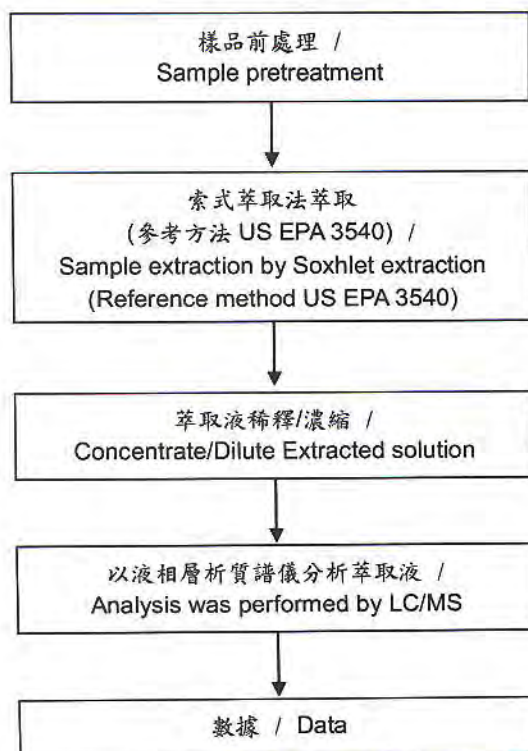 樣品前處理 /
Sample pretreatment
索式萃取法萃取
(參考方法 US EPA 3540) /
Sample extraction by Soxhlet extraction
(Reference method US EPA 3540)
萃取液稀釋/濃縮 /
Concentrate/Dilute Extracted solution
以液相層析質譜儀分析萃取液 /
Analysis was performed by LC/MS
數據 / Data